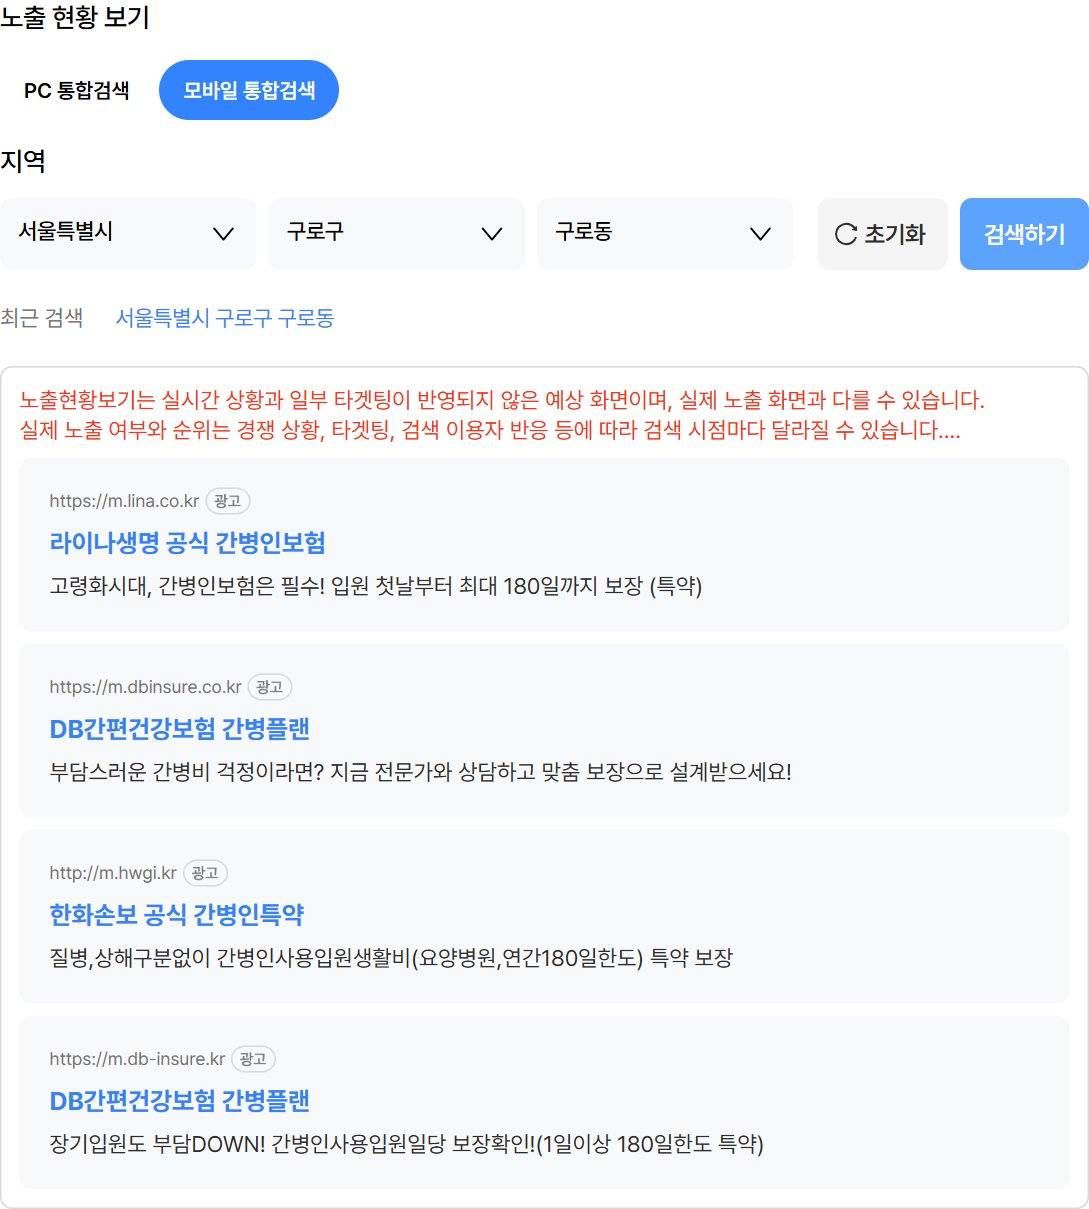 노출 현황 보기
PC 통합검색 모바일 통합검색
지역
서울특별시 구로구 구로동 초기화 검색하기
최근 검색 서울특별시 구로구 구로동
노출현황보기는 실시간 상황과 일부 타겟팅이 반영되지 않은 예상 화면이며, 실제 노출 화면과 다를 수 있습니다.
실제 노출 여부와 순위는 경쟁 상황, 타겟팅, 검색 이용자 반응 등에 따라 검색 시점마다 달라질 수 있습니다....
https://m.lina.co.kr 광고
라이나생명 공식 간병인보험
고령화시대, 간병인보험은 필수! 입원 첫날부터 최대 180일까지 보장 (특약)
https://m.dbinsure.co.kr 광고
DB간편건강보험 간병플랜
부담스러운 간병비 걱정이라면? 지금 전문가와 상담하고 맞춤 보장으로 설계받으세요!
http://m.hwgi.kr 광고
한화손보 공식 간병인특약
질병,상해구분없이 간병인사용입원생활비(요양병원,연간180일한도) 특약 보장
https://m.db-insure.kr 광고
DB간편건강보험 간병플랜
장기입원도 부담DOWN! 간병인사용입원일당 보장확인!(1일이상 180일한도 특약)